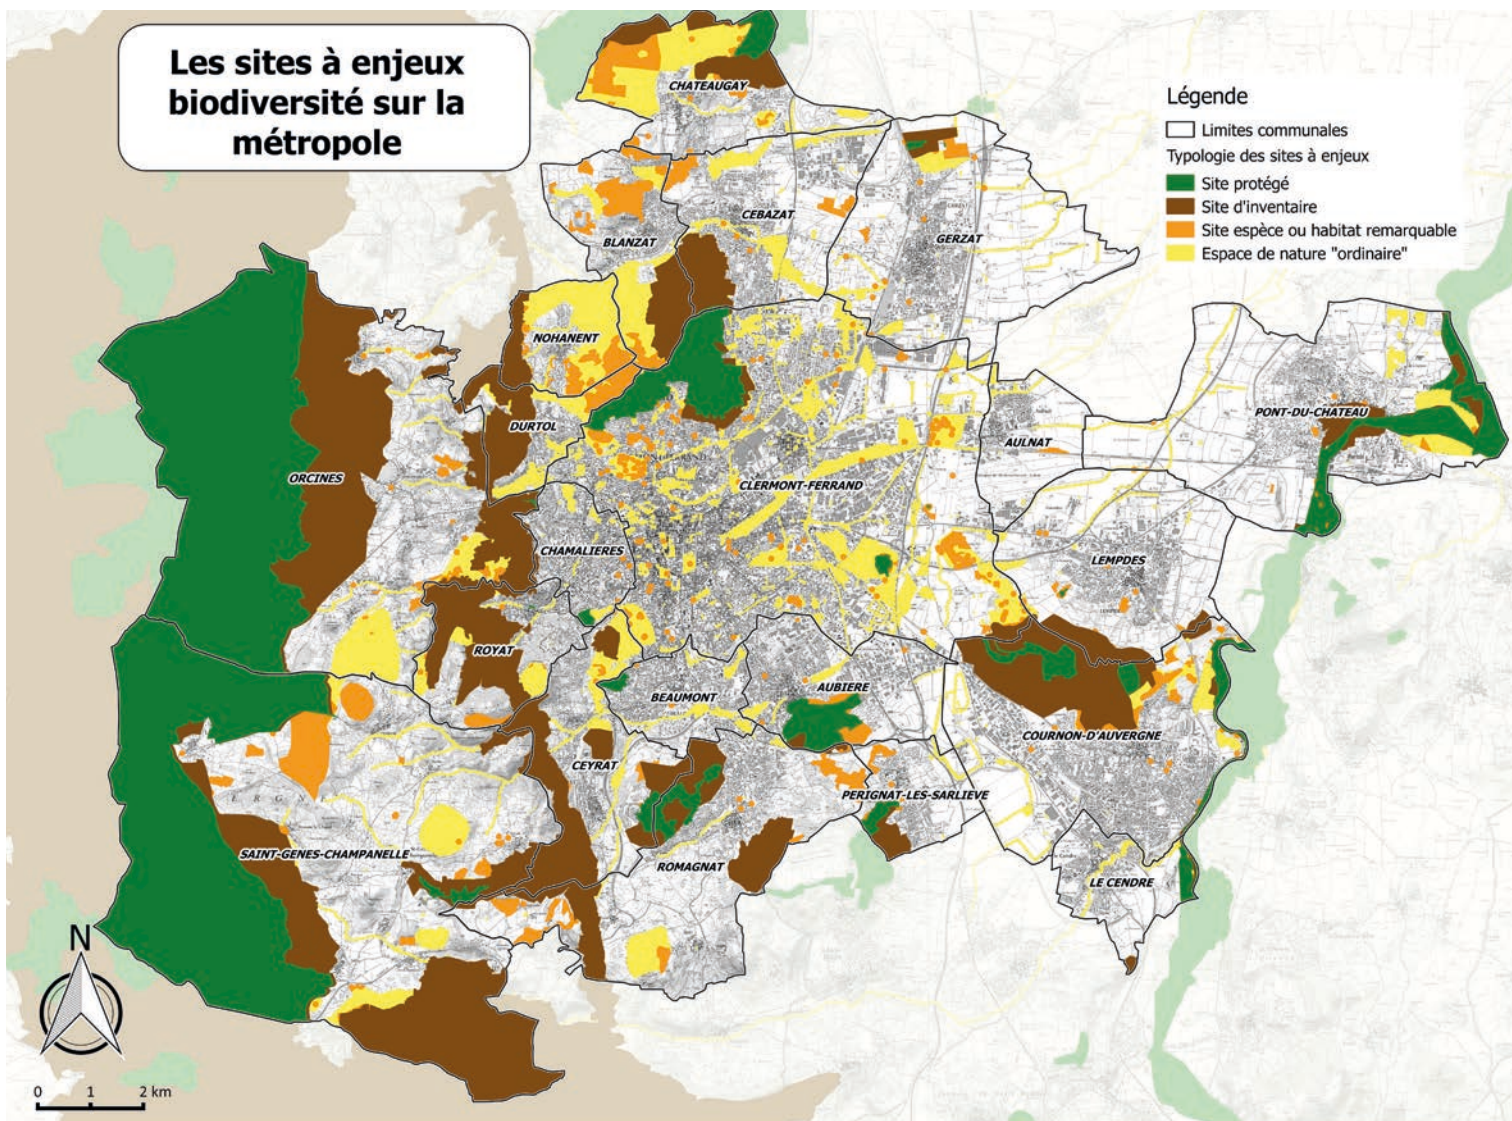 Les sites à enjeux
biodiversité sur la
métropole
Légende
Limites communales
Typologie des sites à enjeux
Site protégé
Site d'inventaire
Site espèce ou habitat remarquable
Espace de nature "ordinaire"
CHATEAUGAY
CEBAZAT
BLANZAT
GERZAT
NOHANENT
PONT-DU-CHATEAU
DURTOL
AULNAT
ORCINES
CLERMONT-FERRAND
CHAMALIERES
LEMPDES
ROYAT
AUBIERE
BEAUMONT
COURNON-D'AUVERGNE
CEYRAT
PERIGNAT-LES-SARLIEVE
SAINT-GENES-CHAMPANELLE
ROMAGNAT
LE CENDRE
N
0 1 2 km